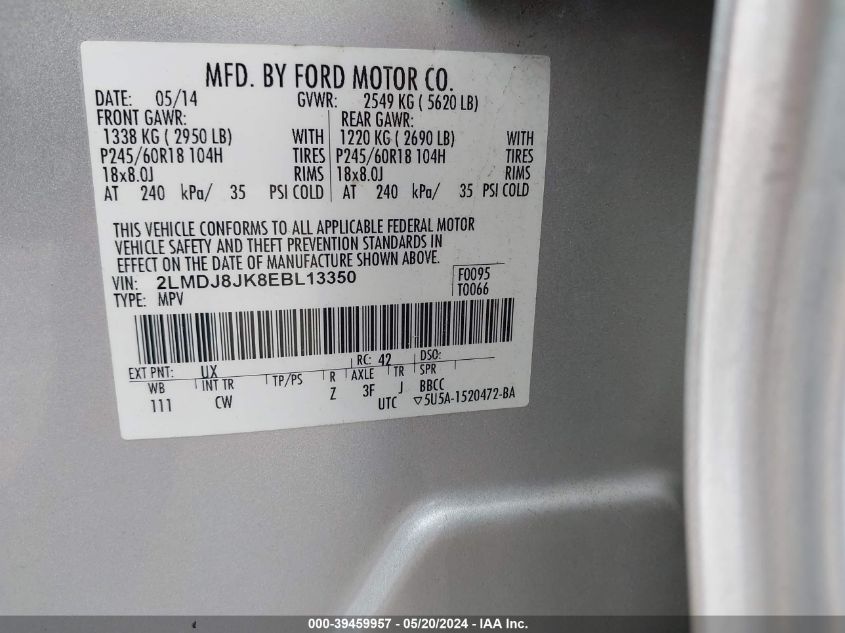 MFD. BY FORD MOTOR CO.
DATE: 05/14 GVWR: 2549 KG ( 5620 LB)
FRONT GAWR: REAR GAWR:
1338 KG ( 2950 LB) WITH 1220 KG ( 2690 LB) WITH
P245/60R18 104H TIRES P245/60R18 104H TIRES
18x8.0J RIMS 18x8.0J RIMS
AT 240 kPa/ 35 PSI COLD AT 240 kPa/ 35 PSI COLD
THIS VEHICLE CONFORMS TO ALL APPLICABLE FEDERAL MOTOR
VEHICLE SAFETY AND THEFT PREVENTION STANDARDS IN
EFFECT ON THE DATE OF MANUFACTURE SHOWN ABOVE.
VIN: 2LMDJ8JK8EBL13350 F0095
TYPE: MPV T0066
EXT PNT: UX RC: 42 DSO:
WB INT TR TP/PS R AXLE TR SPR
111 CW Z 3F J BBCC
UTC ▽5U5A-1520472-BA
000-39459957 - 05/20/2024 - IAA Inc.